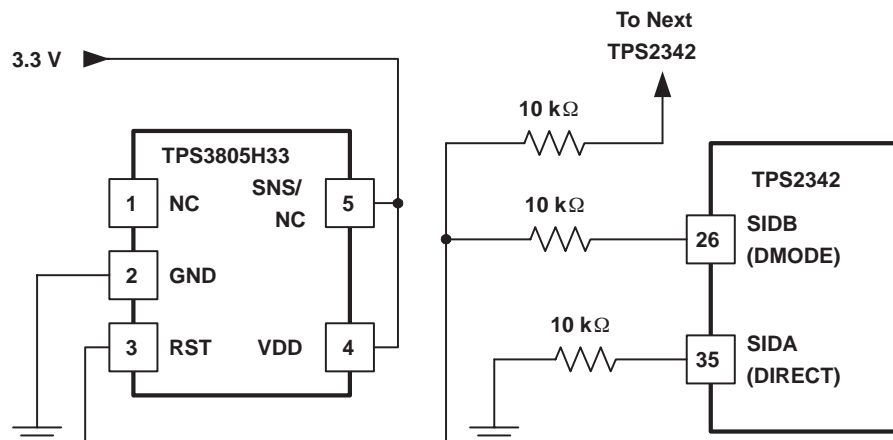 To Next
TPS2342
3.3 V
10 kΩ
TPS3805H33
TPS2342
1 NC
SNS/
NC
5
10 kΩ
26
SIDB
(DMODE)
2 GND
10 kΩ
3 RST
VDD 4
35
SIDA
(DIRECT)